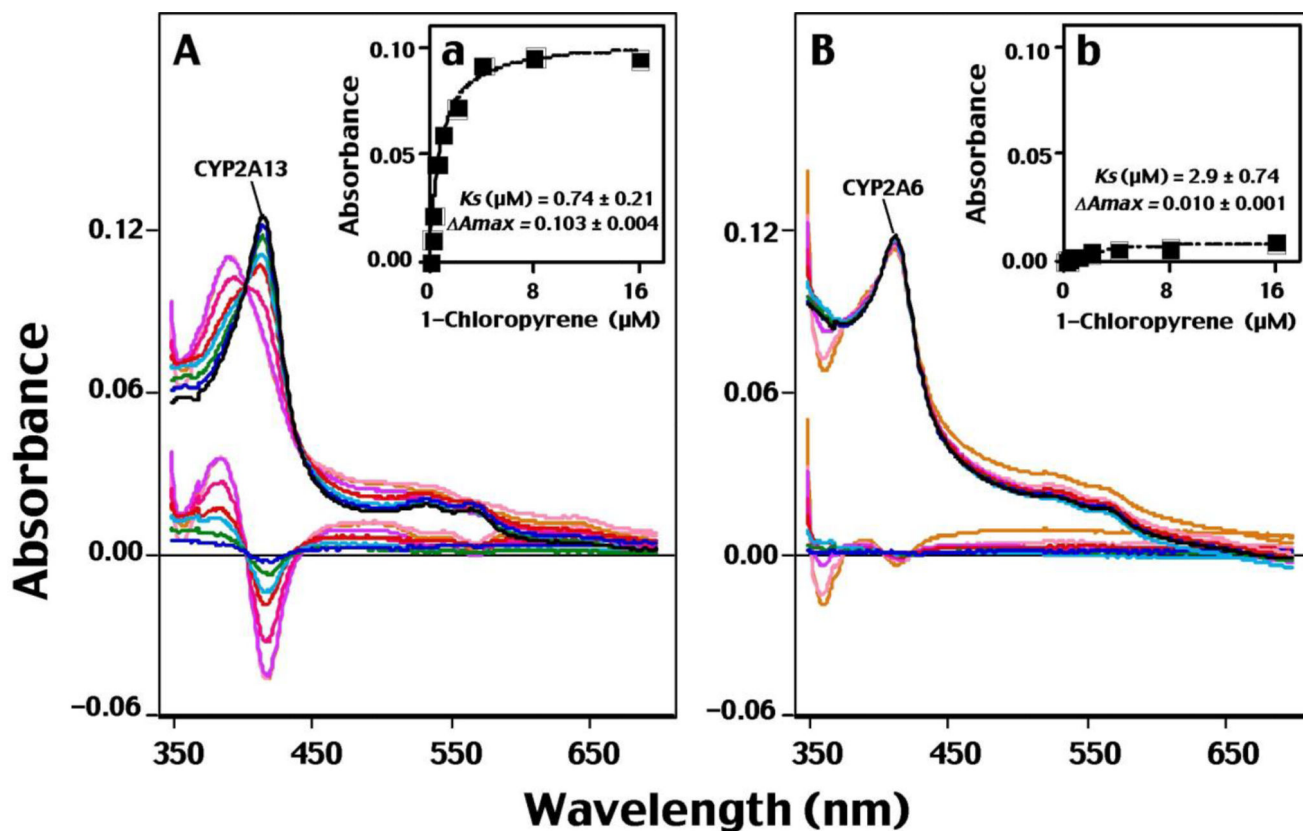 A
a
Absorbance
0.10
0.05
0.00
0
8
16
1-Chloropyrene (µM)
Ks (µM) = 0.74 ± 0.21
ΔAmax = 0.103 ± 0.004
CYP2A13
B
b
Absorbance
0.10
0.05
0.00
0
8
16
1-Chloropyrene (µM)
Ks (µM) = 2.9 ± 0.74
ΔAmax = 0.010 ± 0.001
CYP2A6
Absorbance
0.12
0.06
0.00
-0.06
350
450
550
650
0.12
0.06
0.00
-0.06
350
450
550
650
Wavelength (nm)